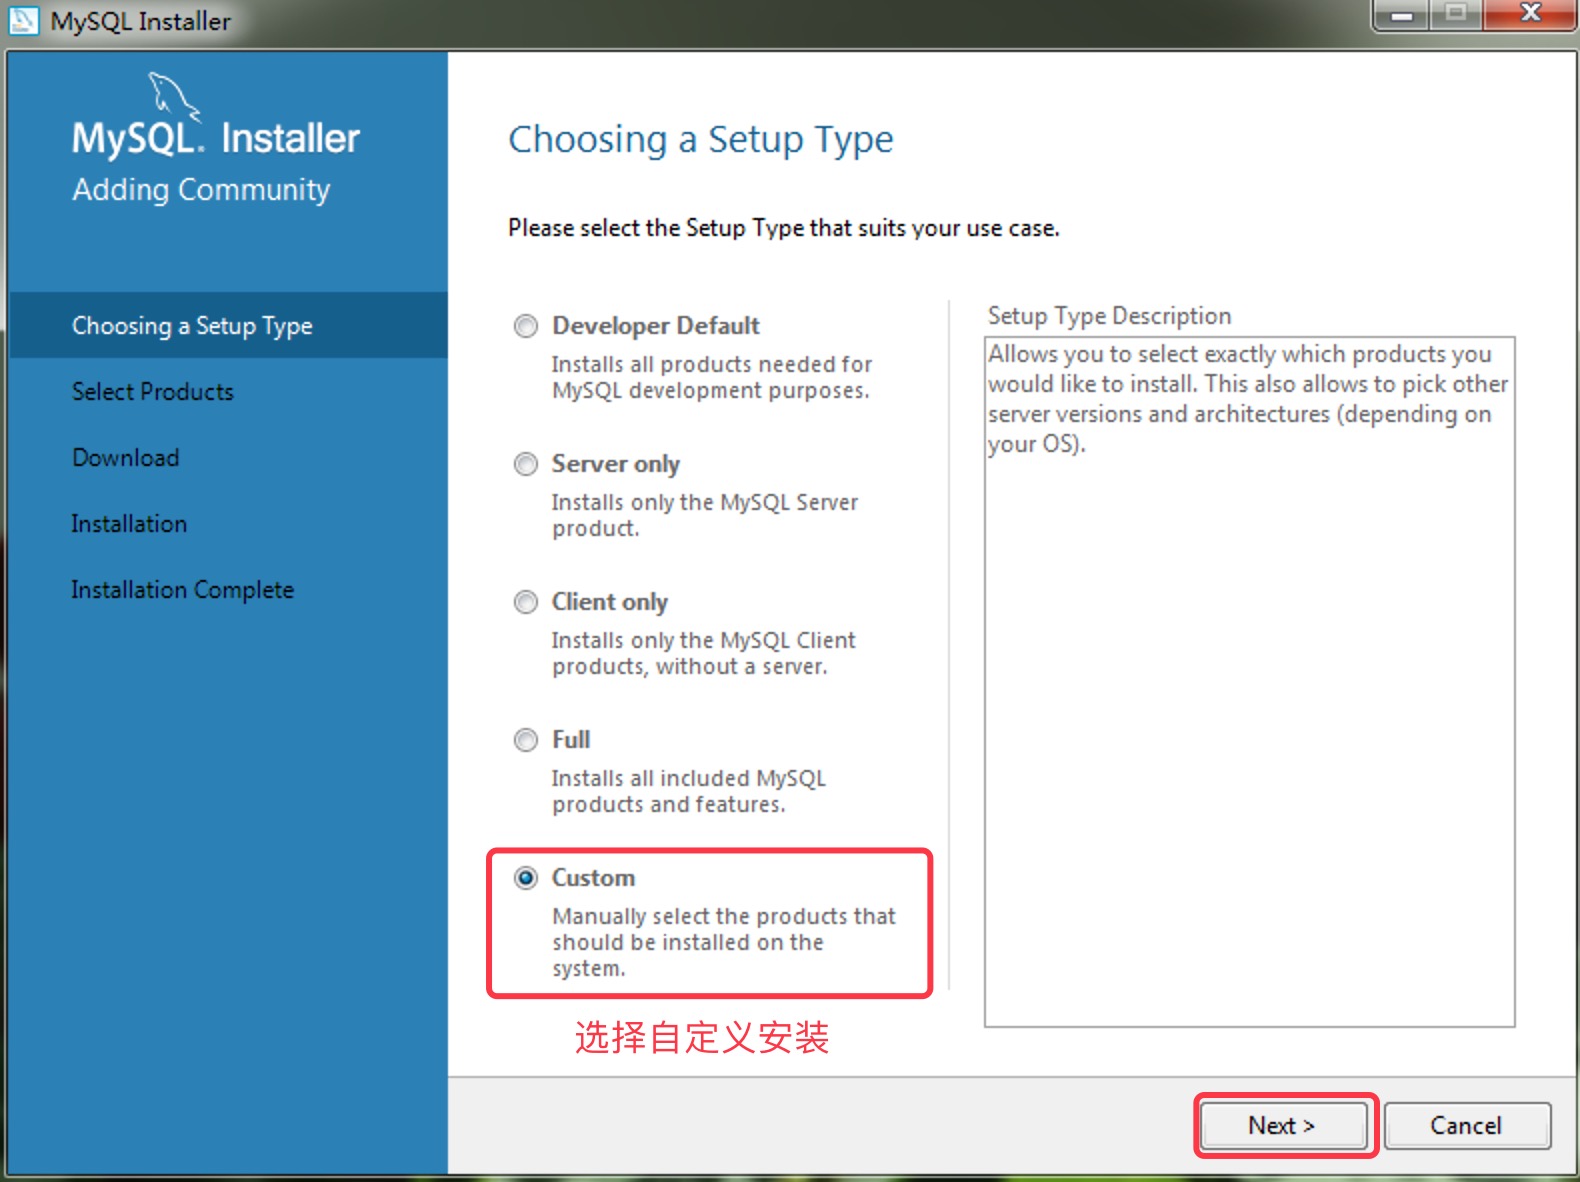 MySQL Installer
MySQL. Installer
Adding Community
Choosing a Setup Type
Select Products
Download
Installation
Installation Complete
Choosing a Setup Type
Please select the Setup Type that suits your use case.
Developer Default
Installs all products needed for
MySQL development purposes.
Server only
Installs only the MySQL Server
product.
Client only
Installs only the MySQL Client
products, without a server.
Full
Installs all included MySQL
products and features.
Custom
Manually select the products that
should be installed on the
system.
选择自定义安装
Setup Type Description
Allows you to select exactly which products you
would like to install. This also allows to pick other
server versions and architectures (depending on
your OS).
Next >
Cancel